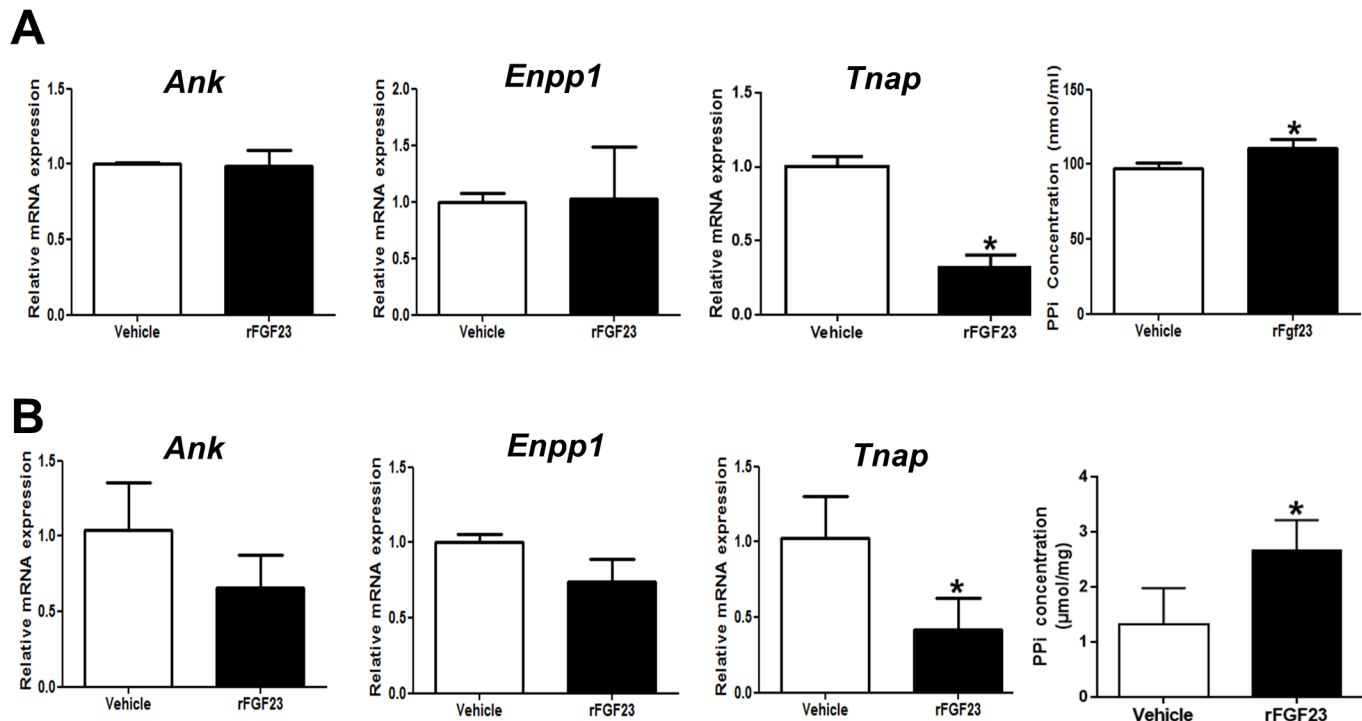 A
Ank
Relative mRNA expression
1.5
1.0
0.5
0.0
Vehicle
rFGF23
Enpp1
Relative mRNA expression
2.0
1.5
1.0
0.5
0.0
Vehicle
rFGF23
Tnap
Relative mRNA expression
1.5
1.0
0.5
0.0
*
Vehicle
rFGF23
PPi Concentration (nmol/ml)
150
100
50
0
*
Vehicle
rFgf23
B
Ank
Relative mRNA expression
1.5
1.0
0.5
0.0
Vehicle
rFGF23
Enpp1
Relative mRNA expression
1.5
1.0
0.5
0.0
Vehicle
rFGF23
Tnap
Relative mRNA expression
1.5
1.0
0.5
0.0
*
Vehicle
rFGF23
PPi concentration
(µmol/mg)
4
3
2
1
0
*
Vehicle
rFGF23